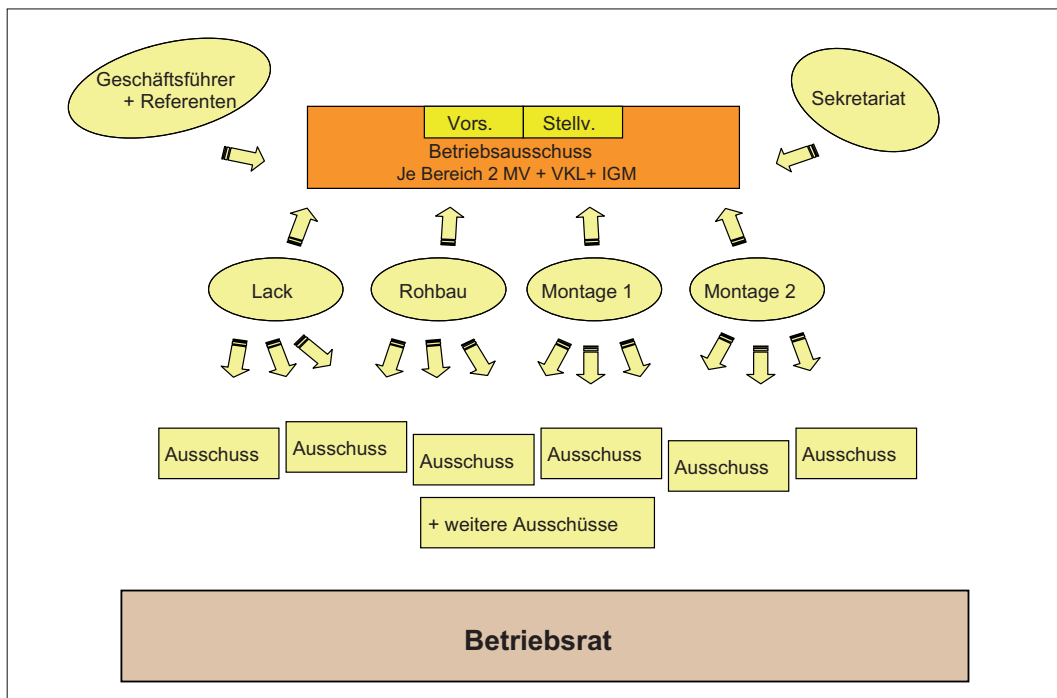 Geschäftsführer
+ Referenten
Sekretariat
Vors.
Stellv.
Betriebsausschuss
Je Bereich 2 MV + VKL+ IGM
Lack
Rohbau
Montage 1
Montage 2
Ausschuss
Ausschuss
Ausschuss
Ausschuss
Ausschuss
Ausschuss
+ weitere Ausschüsse
Betriebsrat